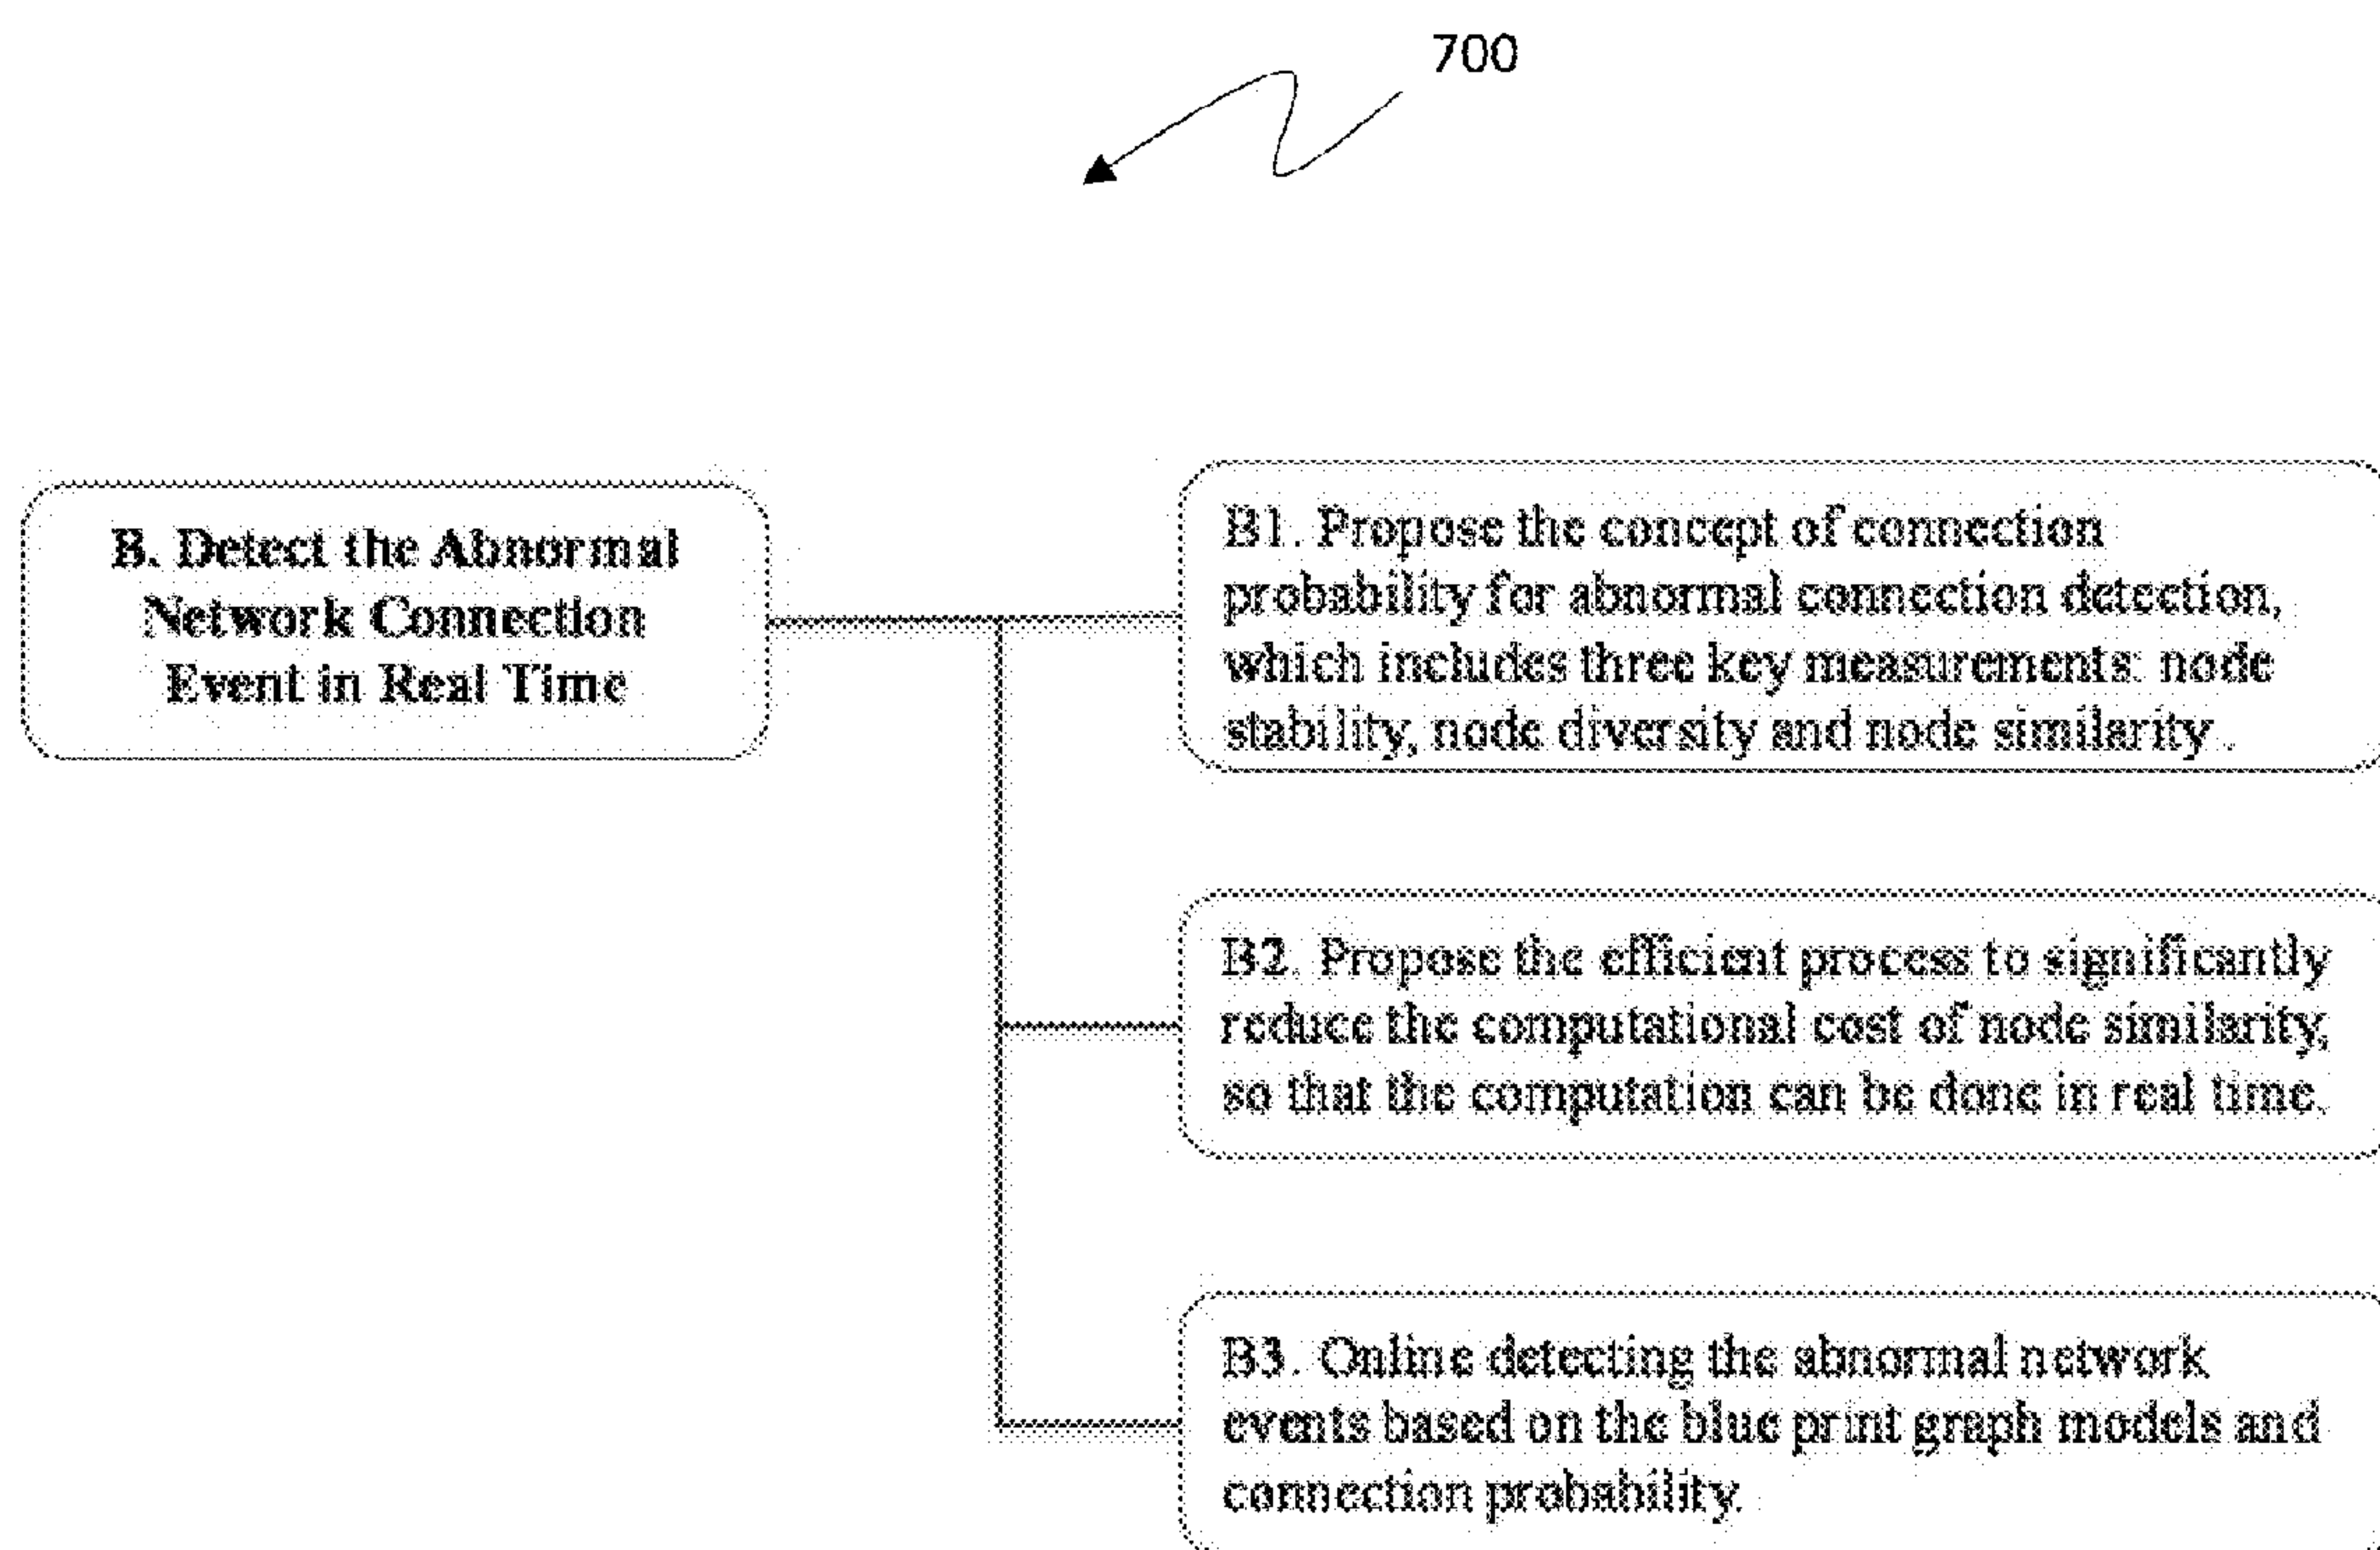 700
B. Detect the Abnormal
Network Connection
Event in Real Time
B1. Propose the concept of connection
probability for abnormal connection detection,
which includes three key measurements: node
stability, node diversity and node similarity .
B2. Propose the efficient process to significantly
reduce the computational cost of node similarity,
so that the computation can be done in real time.
B3. Online detecting the abnormal network
events based on the blue print graph models and
connection probability.